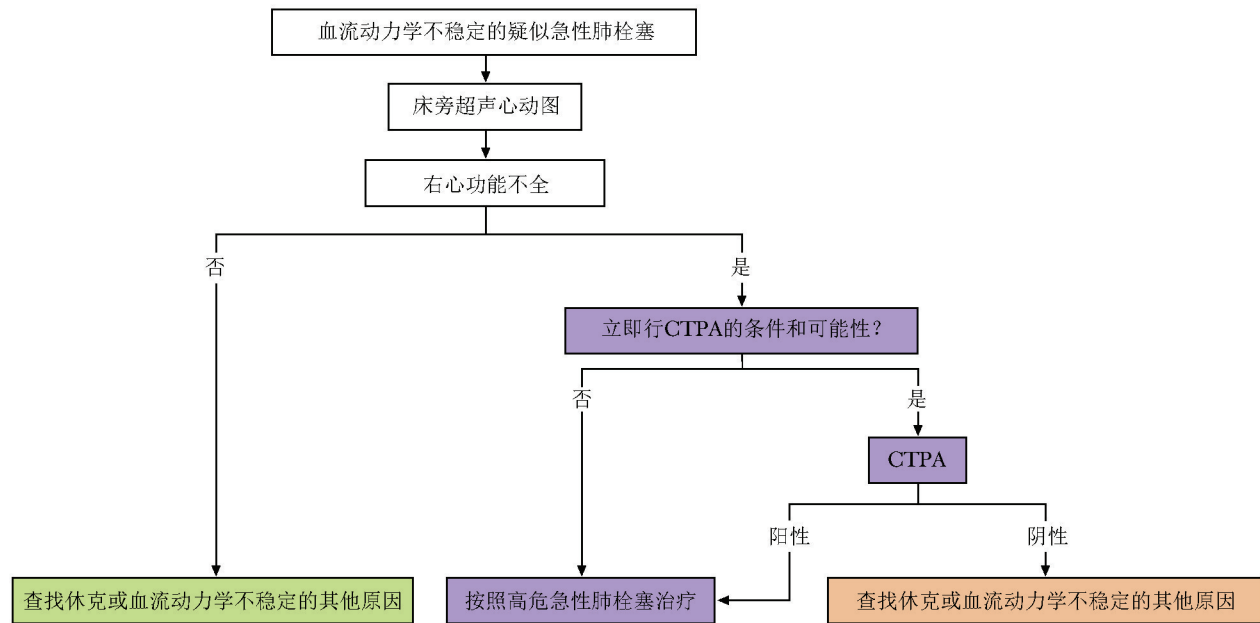 血流动力学不稳定的疑似急性肺栓塞
床旁超声心动图
右心功能不全
否
是
立即行CTPA的条件和可能性？
否
是
CTPA
阳性
阴性
查找休克或血流动力学不稳定的其他原因
按照高危急性肺栓塞治疗
查找休克或血流动力学不稳定的其他原因